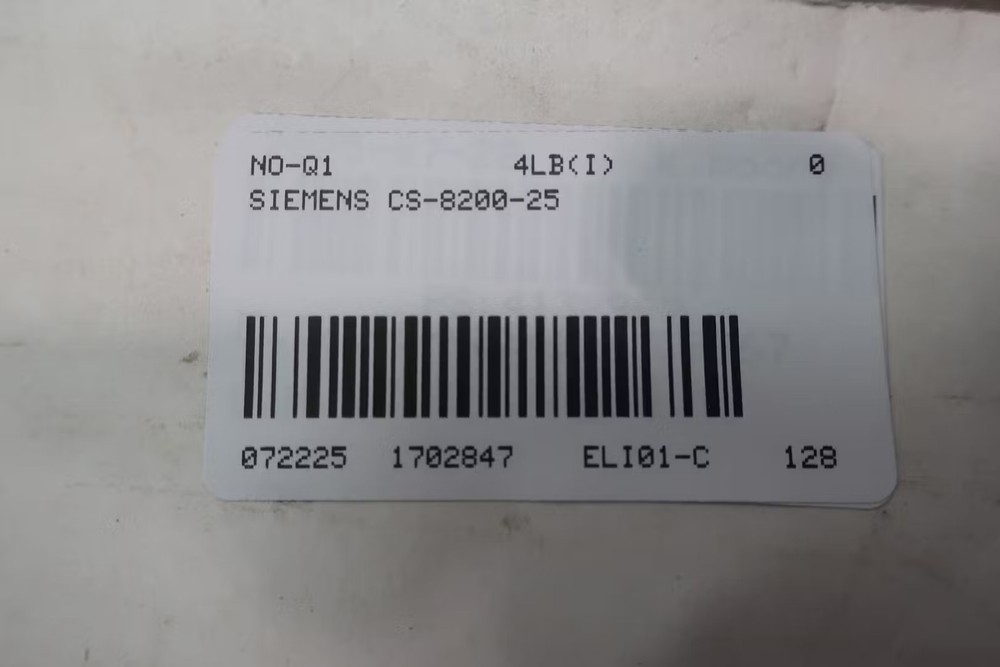 NO-Q1 4LB(I) 0
SIEMENS CS-8200-25
072225 1702847 ELI01-C 128